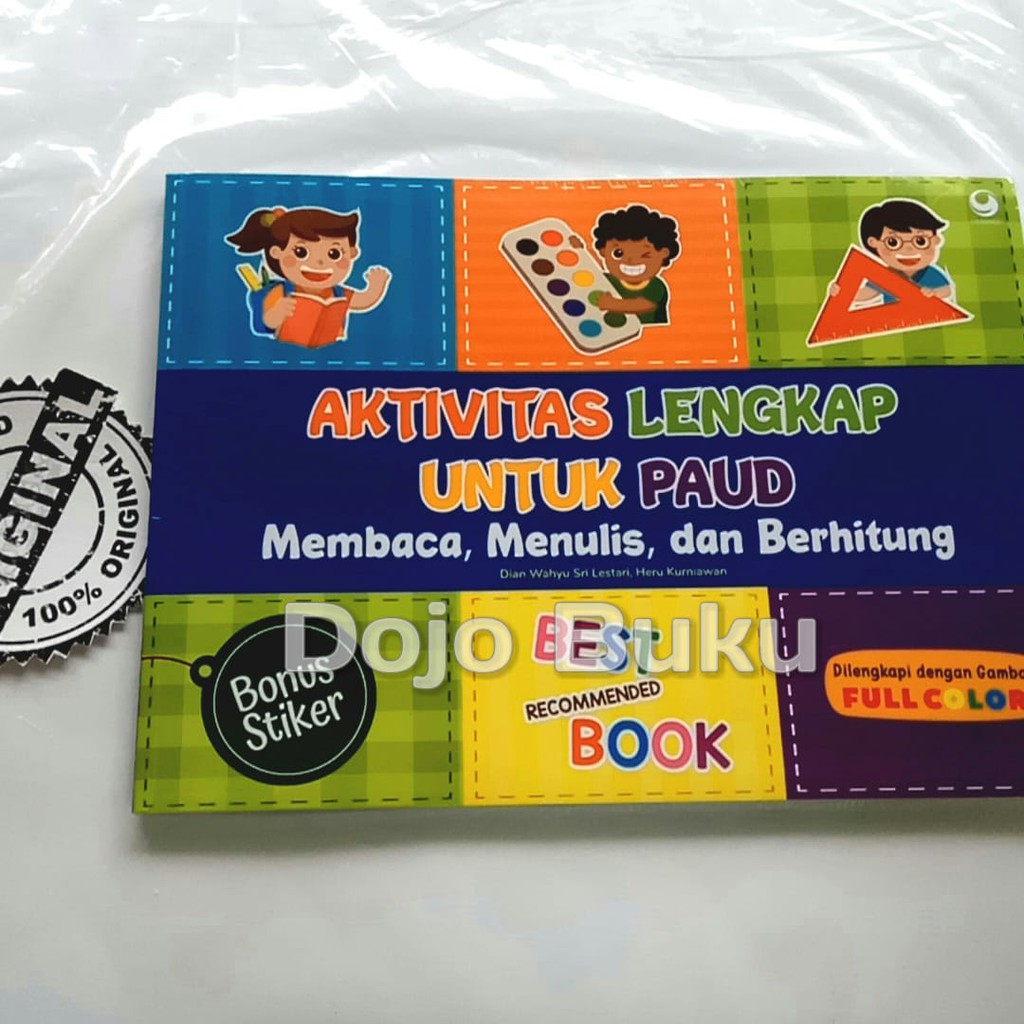 AKTIVITAS LENGKAP
UNTUK PAUD
Membaca, Menulis, dan Berhitung
Dian Wahyu Sri Lestari, Heru Kurniawan
Bonus
Stiker
BEST
RECOMMENDED
BOOK
Dilengkapi dengan
FULL COLOR
Dojo Buku
100% ORIGINAL